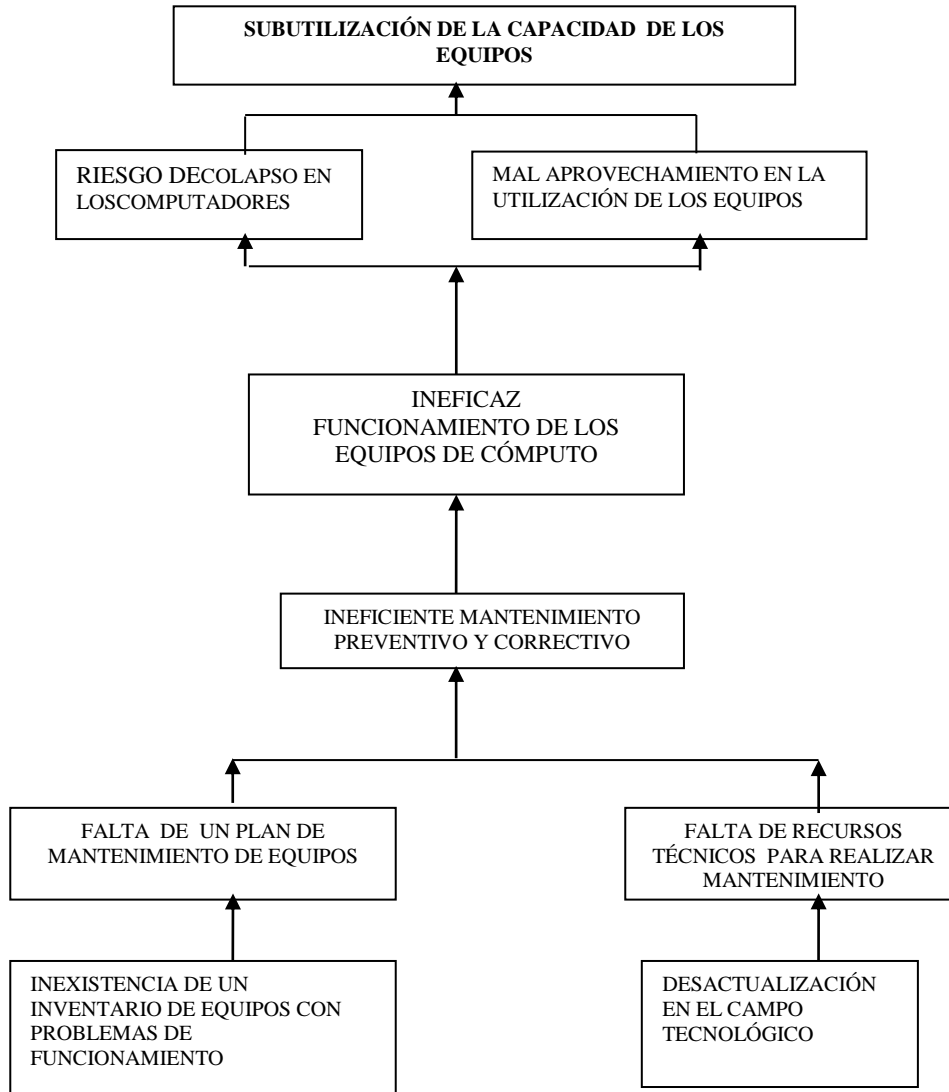 SUBUTILIZACIÓN DE LA CAPACIDAD DE LOS
EQUIPOS
RIESGO DECOLAPSO EN
LOSCOMPUTADORES
MAL APROVECHAMIENTO EN LA
UTILIZACIÓN DE LOS EQUIPOS
INEFICAZ
FUNCIONAMIENTO DE LOS
EQUIPOS DE CÓMPUTO
INEFICIENTE MANTENIMIENTO
PREVENTIVO Y CORRECTIVO
FALTA DE UN PLAN DE
MANTENIMIENTO DE EQUIPOS
FALTA DE RECURSOS
TÉCNICOS PARA REALIZAR
MANTENIMIENTO
INEXISTENCIA DE UN
INVENTARIO DE EQUIPOS CON
PROBLEMAS DE
FUNCIONAMIENTO
DESACTUALIZACIÓN
EN EL CAMPO
TECNOLÓGICO